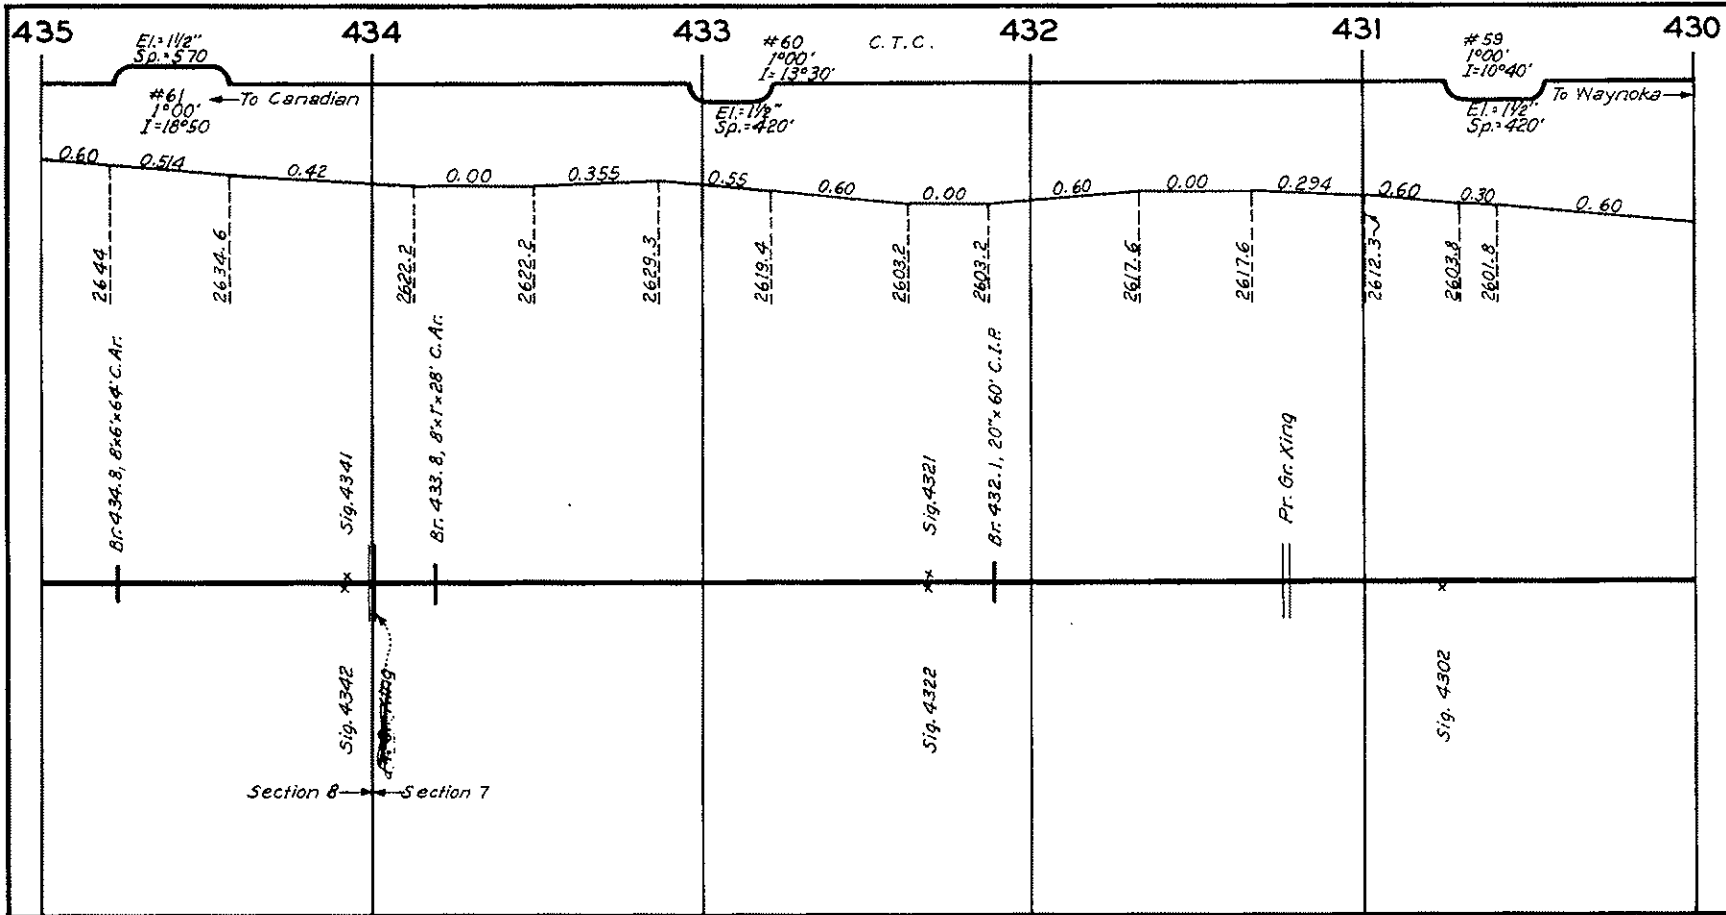 435 434 433 432 431 430
El.=1½"
Sp.=570
#61
1°00'
I=18°50
←To Canadian
#60
1°00'
I=13°30'
C.T.C.
El.=1½"
Sp.=420'
#59
1°00'
I=10°40'
El.=1½"
Sp.=420'
To Waynoka→
0.60 0.514 0.42 0.00 0.355 0.55 0.60 0.00 0.60 0.00 0.294 0.60 0.30 0.60
2644
2634.6
2622.2
2622.2
2629.3
2619.4
2603.2
2603.2
2617.6
2617.6
2612.3
2603.8
2601.8
Br. 434.8, 8'x6'x64' C.Ar.
Sig. 4341
Br. 433.8, 8'x1'x28' C.Ar.
Sig. 4321
Br. 432.1, 20"x60' C.I.P.
Pr. Gr. Xing
Sig. 4342
Sig. 4322
Sig. 4302
Section 8 Section 7